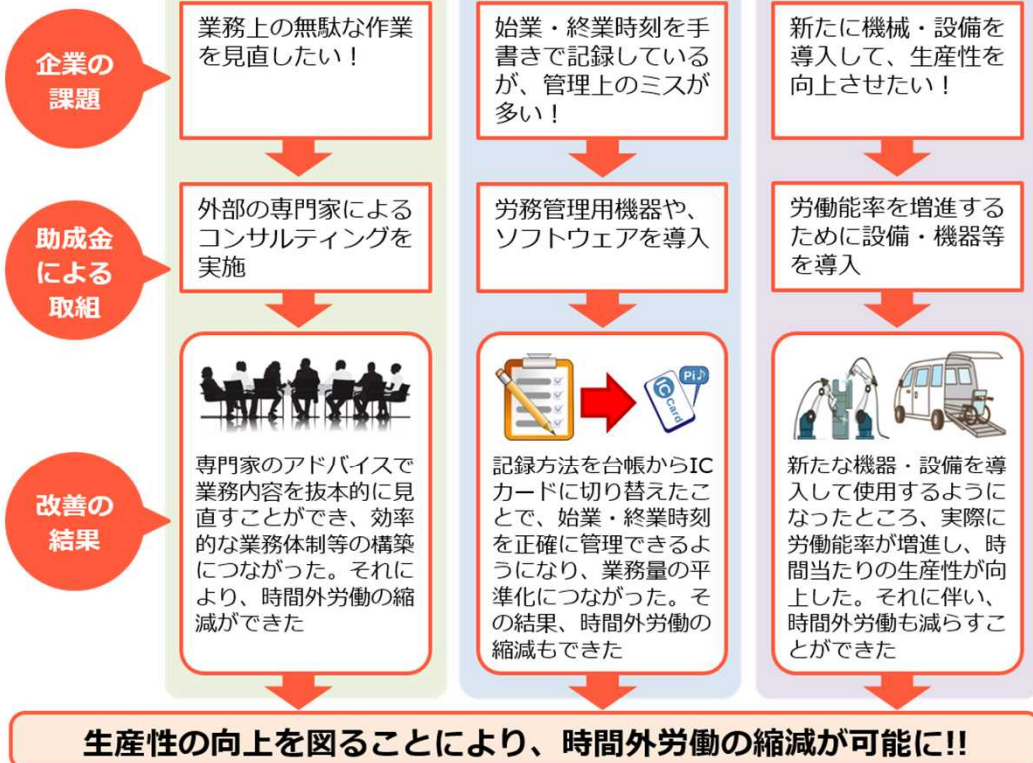 企業の
課題
業務上の無駄な作業
を見直したい！
始業・終業時刻を手
書きで記録している
が、管理上のミスが
多い！
新たに機械・設備を
導入して、生産性を
向上させたい！
助成金
による
取組
外部の専門家による
コンサルティングを
実施
労務管理用機器や、
ソフトウェアを導入
労働能率を増進する
ために設備・機器等
を導入
改善の
結果
専門家のアドバイスで
業務内容を抜本的に見
直すことができ、効率
的な業務体制等の構築
につながった。それに
より、時間外労働の縮
減ができた
Pi♪
IC
Card
記録方法を台帳からIC
カードに切り替えたこ
とで、始業・終業時刻
を正確に管理できるよ
うになり、業務量の平
準化につながった。そ
の結果、時間外労働の
縮減もできた
新たな機器・設備を導
入して使用するように
なったところ、実際に
労働能率が増進し、時
間当たりの生産性が向
上した。それに伴い、
時間外労働も減らすこ
とができた
生産性の向上を図ることにより、時間外労働の縮減が可能に!!